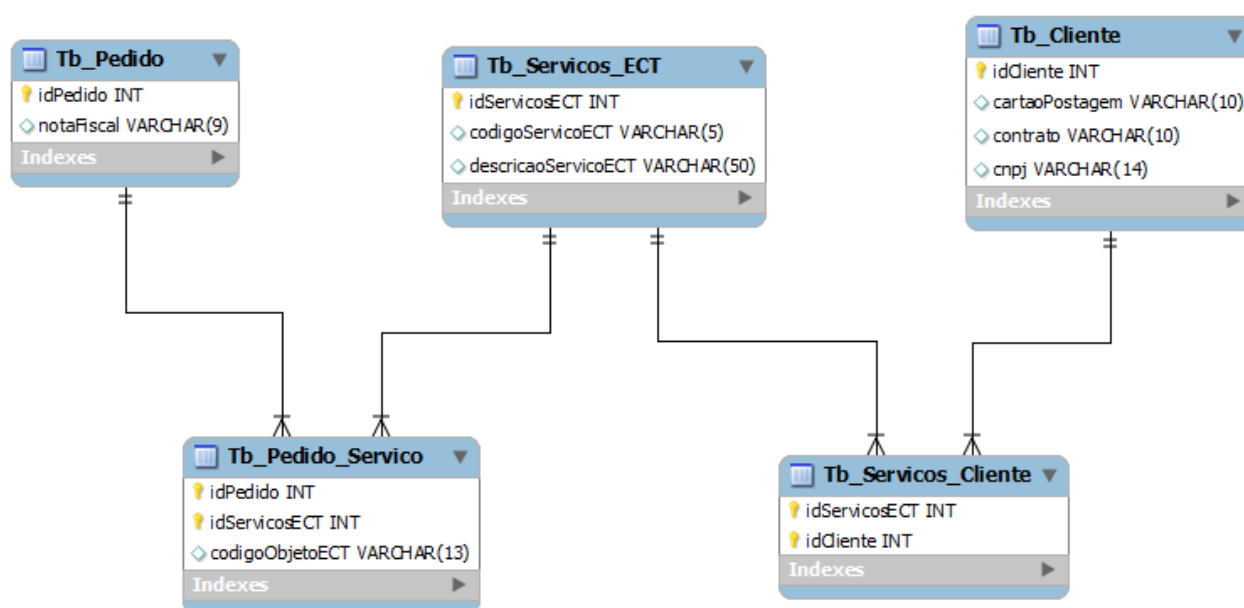 Tb_Pedido
idPedido INT
notaFiscal VARCHAR(9)
Indexes
Tb_Servicos_ECT
idServicosECT INT
codigoServicoECT VARCHAR(5)
descricaoServicoECT VARCHAR(50)
Indexes
Tb_Cliente
idCliente INT
cartaoPostagem VARCHAR(10)
contrato VARCHAR(10)
cnpj VARCHAR(14)
Indexes
Tb_Pedido_Servico
idPedido INT
idServicosECT INT
codigoObjetoECT VARCHAR(13)
Indexes
Tb_Servicos_Cliente
idServicosECT INT
idCliente INT
Indexes